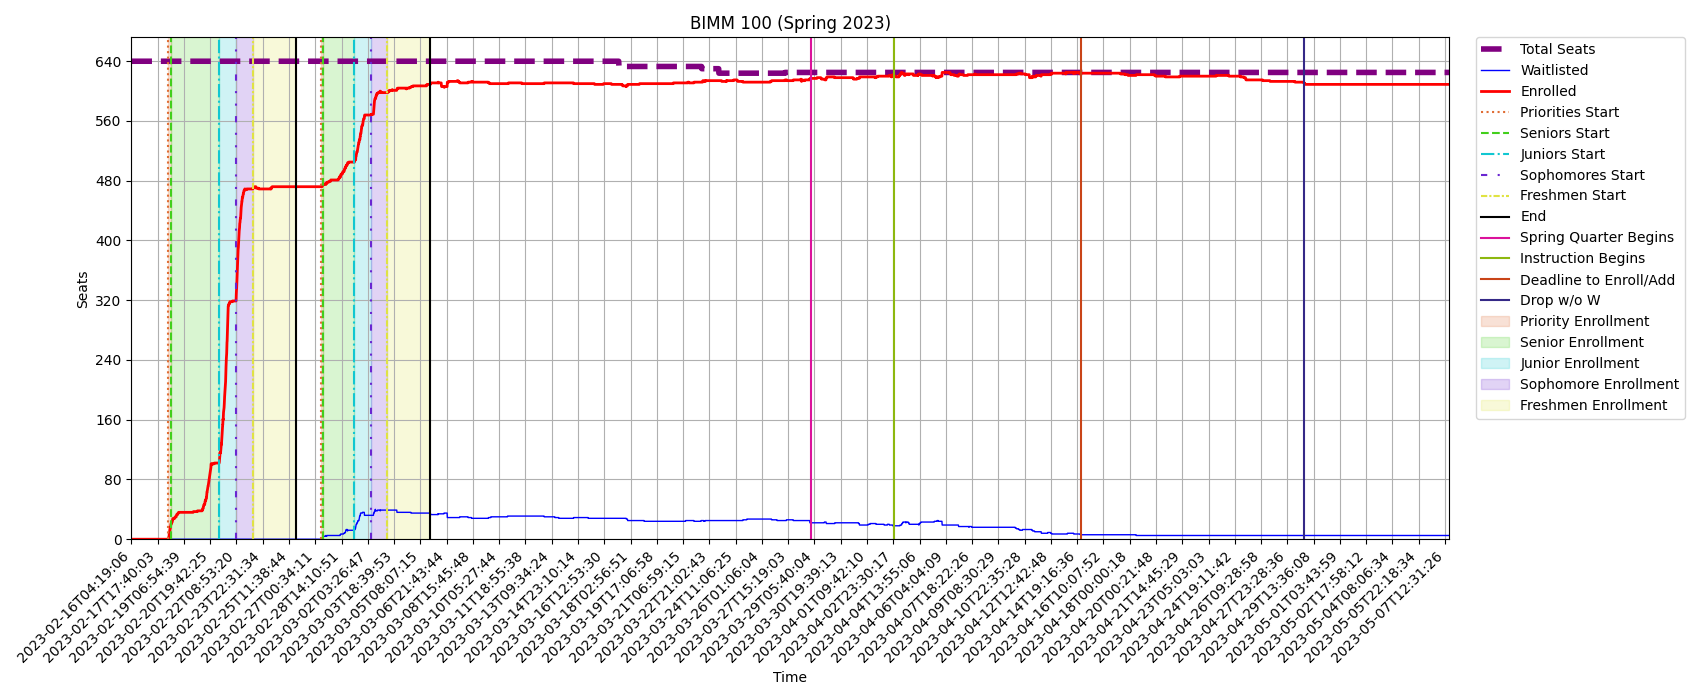 BIMM 100 (Spring 2023)
Seats
640
560
480
400
320
240
160
80
0
2023-02-16T04:19:06
2023-02-17T17:40:03
2023-02-19T06:54:39
2023-02-20T19:42:25
2023-02-22T08:53:20
2023-02-23T22:31:34
2023-02-25T11:38:44
2023-02-27T00:34:11
2023-02-28T14:10:51
2023-03-02T03:26:47
2023-03-03T18:39:53
2023-03-05T08:07:15
2023-03-06T21:43:44
2023-03-08T15:45:48
2023-03-10T05:27:44
2023-03-11T18:55:38
2023-03-13T09:34:24
2023-03-14T23:10:14
2023-03-16T12:53:30
2023-03-18T02:56:51
2023-03-19T17:06:58
2023-03-21T06:59:15
2023-03-22T21:02:43
2023-03-24T11:06:25
2023-03-26T01:06:04
2023-03-27T15:19:03
2023-03-29T05:40:04
2023-03-30T19:39:13
2023-04-01T09:42:10
2023-04-02T23:30:17
2023-04-04T13:55:06
2023-04-06T04:04:09
2023-04-07T18:22:26
2023-04-09T08:30:29
2023-04-10T22:35:28
2023-04-12T12:42:48
2023-04-14T19:16:36
2023-04-16T10:07:52
2023-04-18T00:00:18
2023-04-20T00:21:48
2023-04-21T14:45:29
2023-04-23T05:03:03
2023-04-24T19:11:42
2023-04-26T09:28:58
2023-04-27T23:28:36
2023-04-29T13:36:08
2023-05-01T03:43:59
2023-05-02T17:58:12
2023-05-04T08:06:34
2023-05-05T22:18:34
2023-05-07T12:31:26
Time
Total Seats
Waitlisted
Enrolled
Priorities Start
Seniors Start
Juniors Start
Sophomores Start
Freshmen Start
End
Spring Quarter Begins
Instruction Begins
Deadline to Enroll/Add
Drop w/o W
Priority Enrollment
Senior Enrollment
Junior Enrollment
Sophomore Enrollment
Freshmen Enrollment